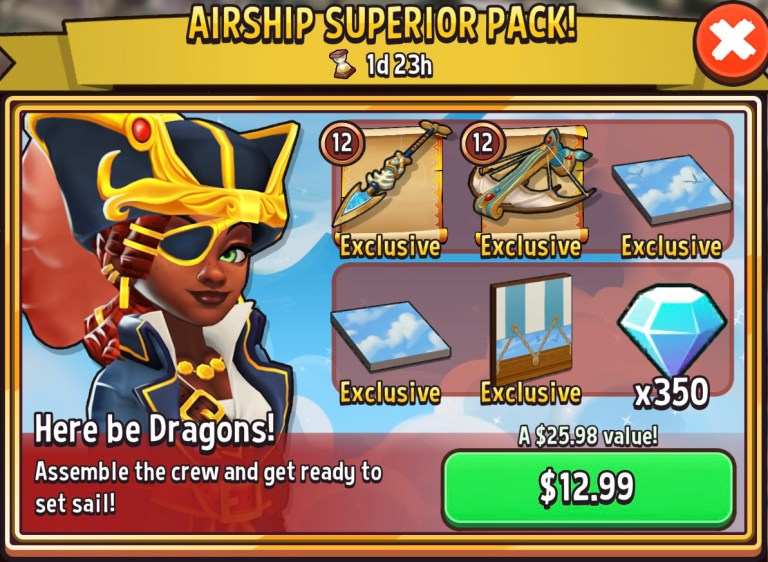 AIRSHIP SUPERIOR PACK!
1d 23h
12
12
Exclusive
Exclusive
Exclusive
Exclusive
Exclusive
x350
Here be Dragons!
Assemble the crew and get ready to
set sail!
A $25.98 value!
$12.99